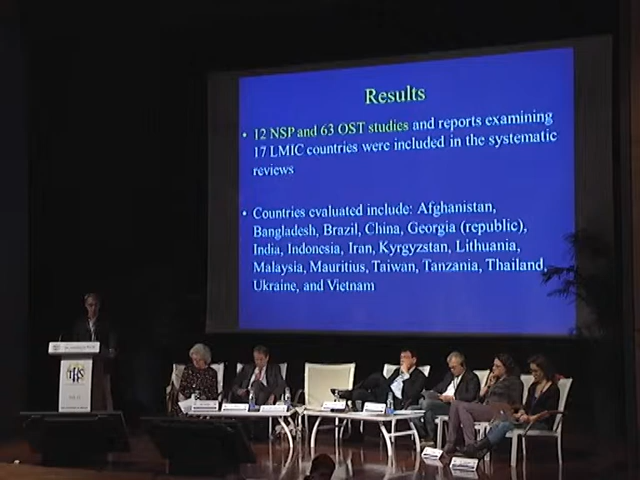 Results
• 12 NSP and 63 OST studies and reports examining
17 LMIC countries were included in the systematic
reviews
• Countries evaluated include: Afghanistan,
Bangladesh, Brazil, China, Georgia (republic),
India, Indonesia, Iran, Kyrgyzstan, Lithuania,
Malaysia, Mauritius, Taiwan, Tanzania, Thailand,
Ukraine, and Vietnam